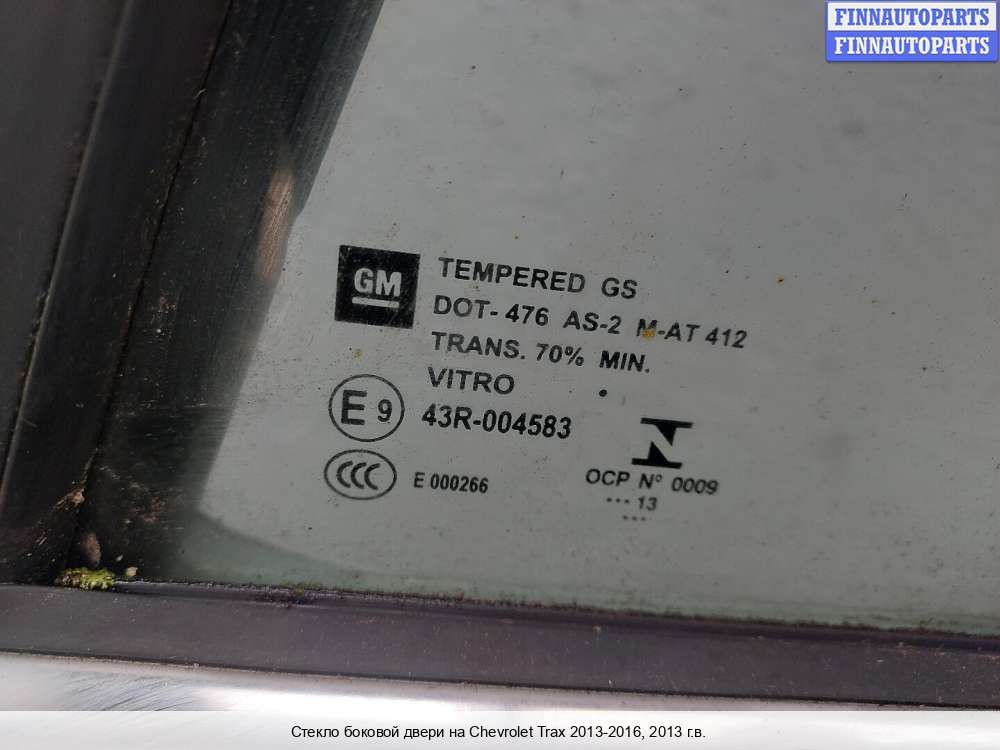 FINNAUTOPARTS
FINNAUTOPARTS
GM
TEMPERED GS
DOT-476 AS-2 M-AT 412
TRANS. 70% MIN.
VITRO
E 9
43R-004583
CCC
E 000266
N
OCP Nº 0009
... 13
...
Стекло боковой двери на Chevrolet Trax 2013-2016, 2013 г.в.